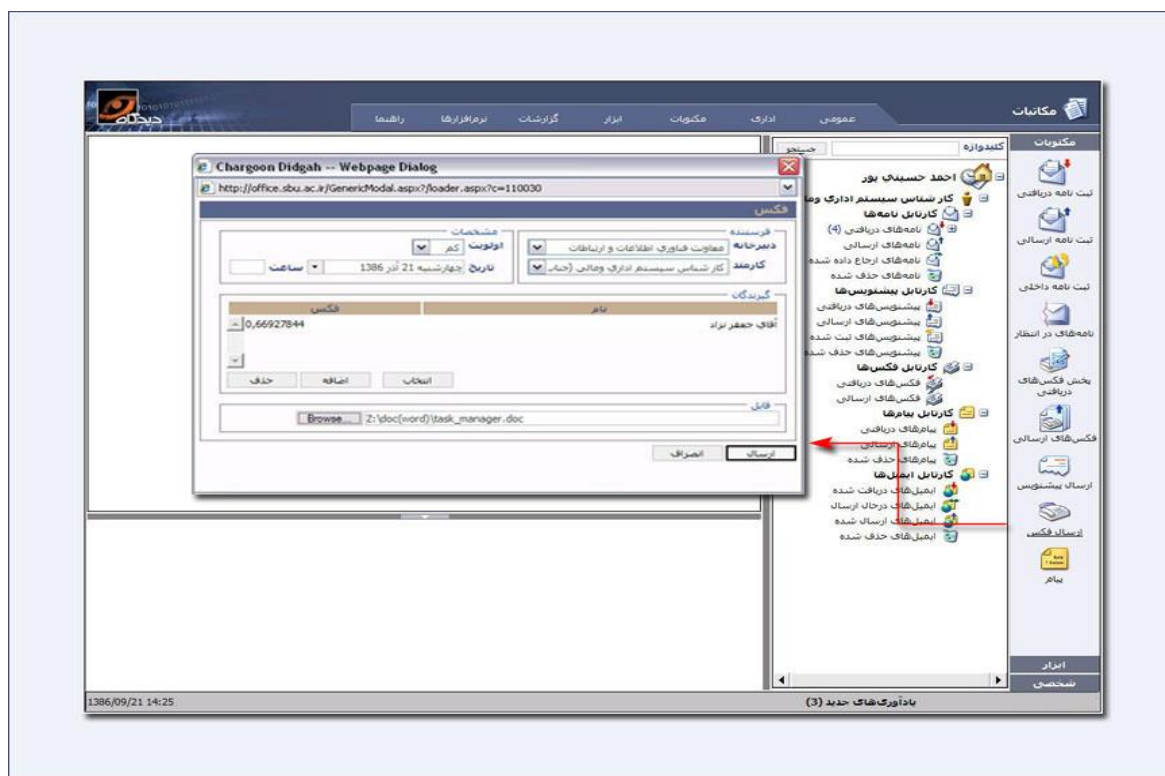 مکاتبات
عمومی اداری مکتوبات ابزار گزارشات نرم‌افزارها راهنما
دیدگاه
مکتوبات
ثبت نامه دریافتی
ثبت نامه ارسالی
ثبت نامه داخلی
نامه‌های در انتظار
پخش فکس‌های دریافتی
فکس‌های ارسالی
ارسال پیشنویس
ارسال فکس
پیام
ابزار
شخصی
کلیدواژه جستجو
احمد حسینی پور
کارشناس سیستم اداری وما
کارتابل نامه‌ها
نامه‌های دریافتی (4)
نامه‌های ارسالی
نامه‌های ارجاع داده شده
نامه‌های حذف شده
کارتابل پیشنویس‌ها
پیشنویس‌های دریافتی
پیشنویس‌های ارسالی
پیشنویس‌های ثبت شده
پیشنویس‌های حذف شده
کارتابل فکس‌ها
فکس‌های دریافتی
فکس‌های ارسالی
کارتابل پیام‌ها
پیام‌های دریافتی
پیام‌های ارسالی
پیام‌های حذف شده
کارتابل ایمیل‌ها
ایمیل‌های دریافت شده
ایمیل‌های درحال ارسال
ایمیل‌های ارسال شده
ایمیل‌های حذف شده
Chargoon Didgah -- Webpage Dialog
http://office.sbu.ac.ir/GenericModal.aspx?/loader.aspx?c=110030
فکس
فرستنده
دبیرخانه معاونت فناوری اطلاعات و ارتباطات
کارمند کارشناس سیسستم اداری ومالی (جناب
مشخصات
اولویت کم
تاریخ چهارشنبه 21 آذر 1386 ساعت
گیرندگان
نام فکس
آقای جعفر نژاد 0,66927844
انتخاب اضافه حذف
فایل
Z:\doc(word)\task_manager.doc Browse...
ارسال انصراف
یادآوری‌های جدید (3)
1386/09/21 14:25